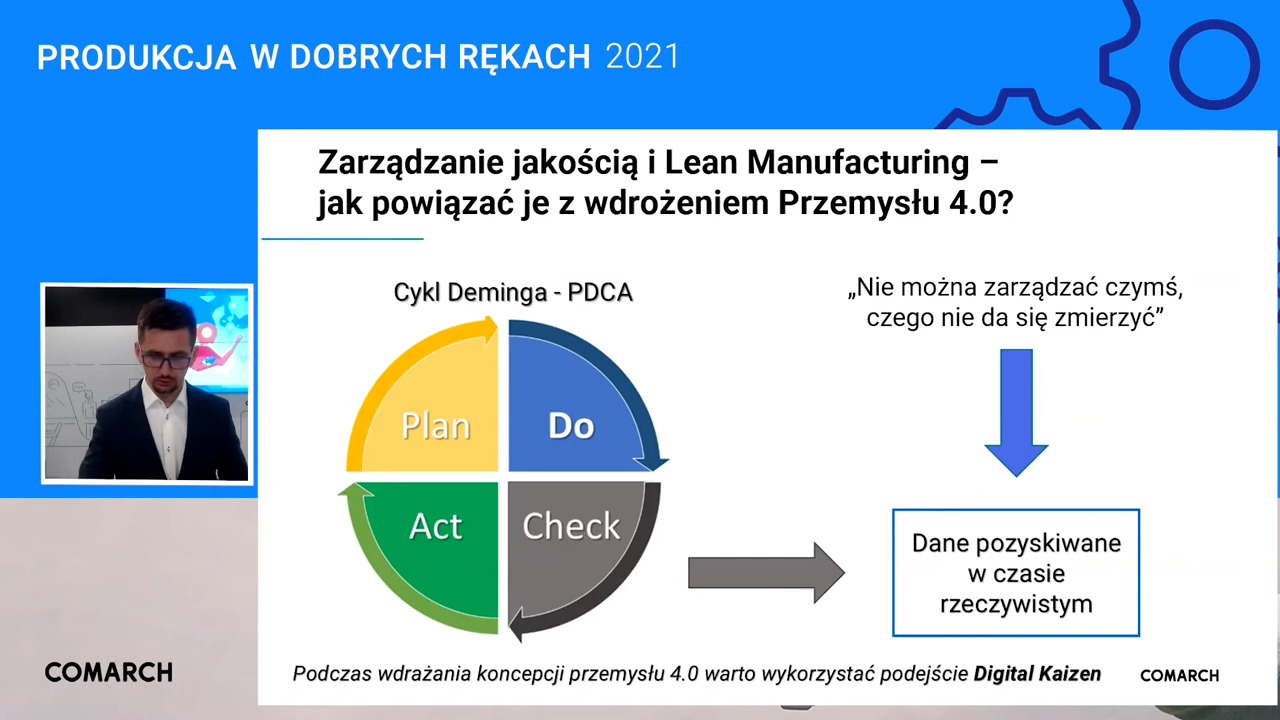 PRODUKCJA W DOBRYCH RĘKACH 2021
Zarządzanie jakością i Lean Manufacturing –
jak powiązać je z wdrożeniem Przemysłu 4.0?
Cykl Deminga - PDCA
Plan
Do
Act
Check
„Nie można zarządzać czymś,
czego nie da się zmierzyć”
Dane pozyskiwane
w czasie
rzeczywistym
Podczas wdrażania koncepcji przemysłu 4.0 warto wykorzystać podejście Digital Kaizen
COMARCH
COMARCH